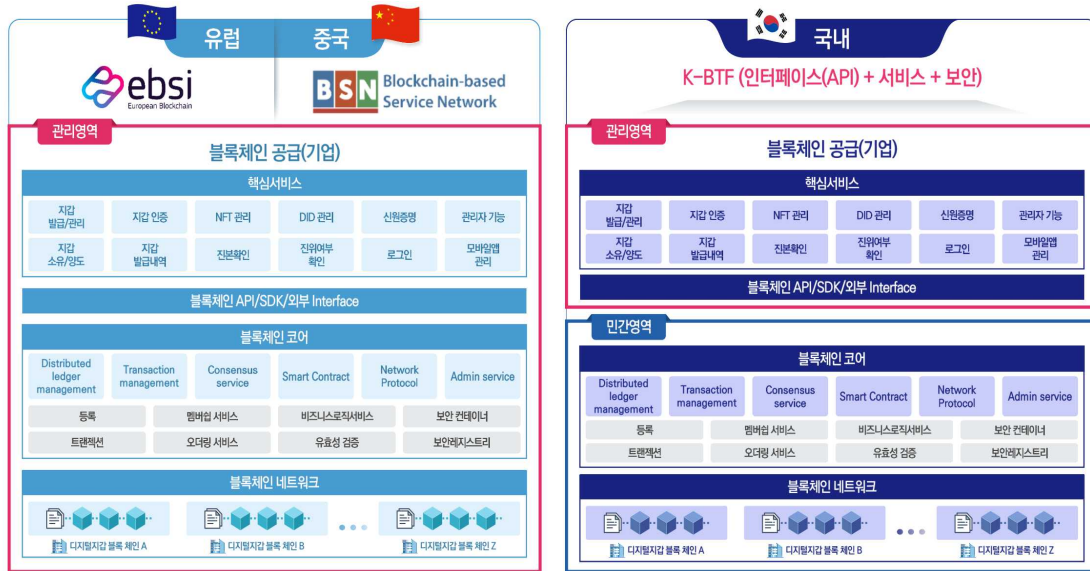 유럽
중국
ebsi
European Blockchain
BSN
Blockchain-based
Service Network
관리영역
블록체인 공급(기업)
핵심서비스
지갑
발급/관리
지갑 인증
NFT 관리
DID 관리
신원증명
관리자 기능
지갑
소유/양도
지갑
발급내역
진본확인
진위여부
확인
로그인
모바일앱
관리
블록체인 API/SDK/외부 Interface
블록체인 코어
Distributed
ledger
management
Transaction
management
Consensus
service
Smart Contract
Network
Protocol
Admin service
등록
멤버쉽 서비스
비즈니스로직서비스
보안 컨테이너
트랜젝션
오더링 서비스
유효성 검증
보안레지스트리
블록체인 네트워크
디지털지갑 블록 체인 A
디지털지갑 블록 체인 B
디지털지갑 블록 체인 Z
국내
K-BTF (인터페이스(API) + 서비스 + 보안)
관리영역
블록체인 공급(기업)
핵심서비스
지갑
발급/관리
지갑 인증
NFT 관리
DID 관리
신원증명
관리자 기능
지갑
소유/양도
지갑
발급내역
진본확인
진위여부
확인
로그인
모바일앱
관리
블록체인 API/SDK/외부 Interface
민간영역
블록체인 코어
Distributed
ledger
management
Transaction
management
Consensus
service
Smart Contract
Network
Protocol
Admin service
등록
멤버쉽 서비스
비지니스로직서비스
보안 컨테이너
트랜젝션
오더링 서비스
유효성 검증
보안레지스트리
블록체인 네트워크
디지털지갑 블록 체인 A
디지털지갑 블록 체인 B
디지털지갑 블록 체인 Z